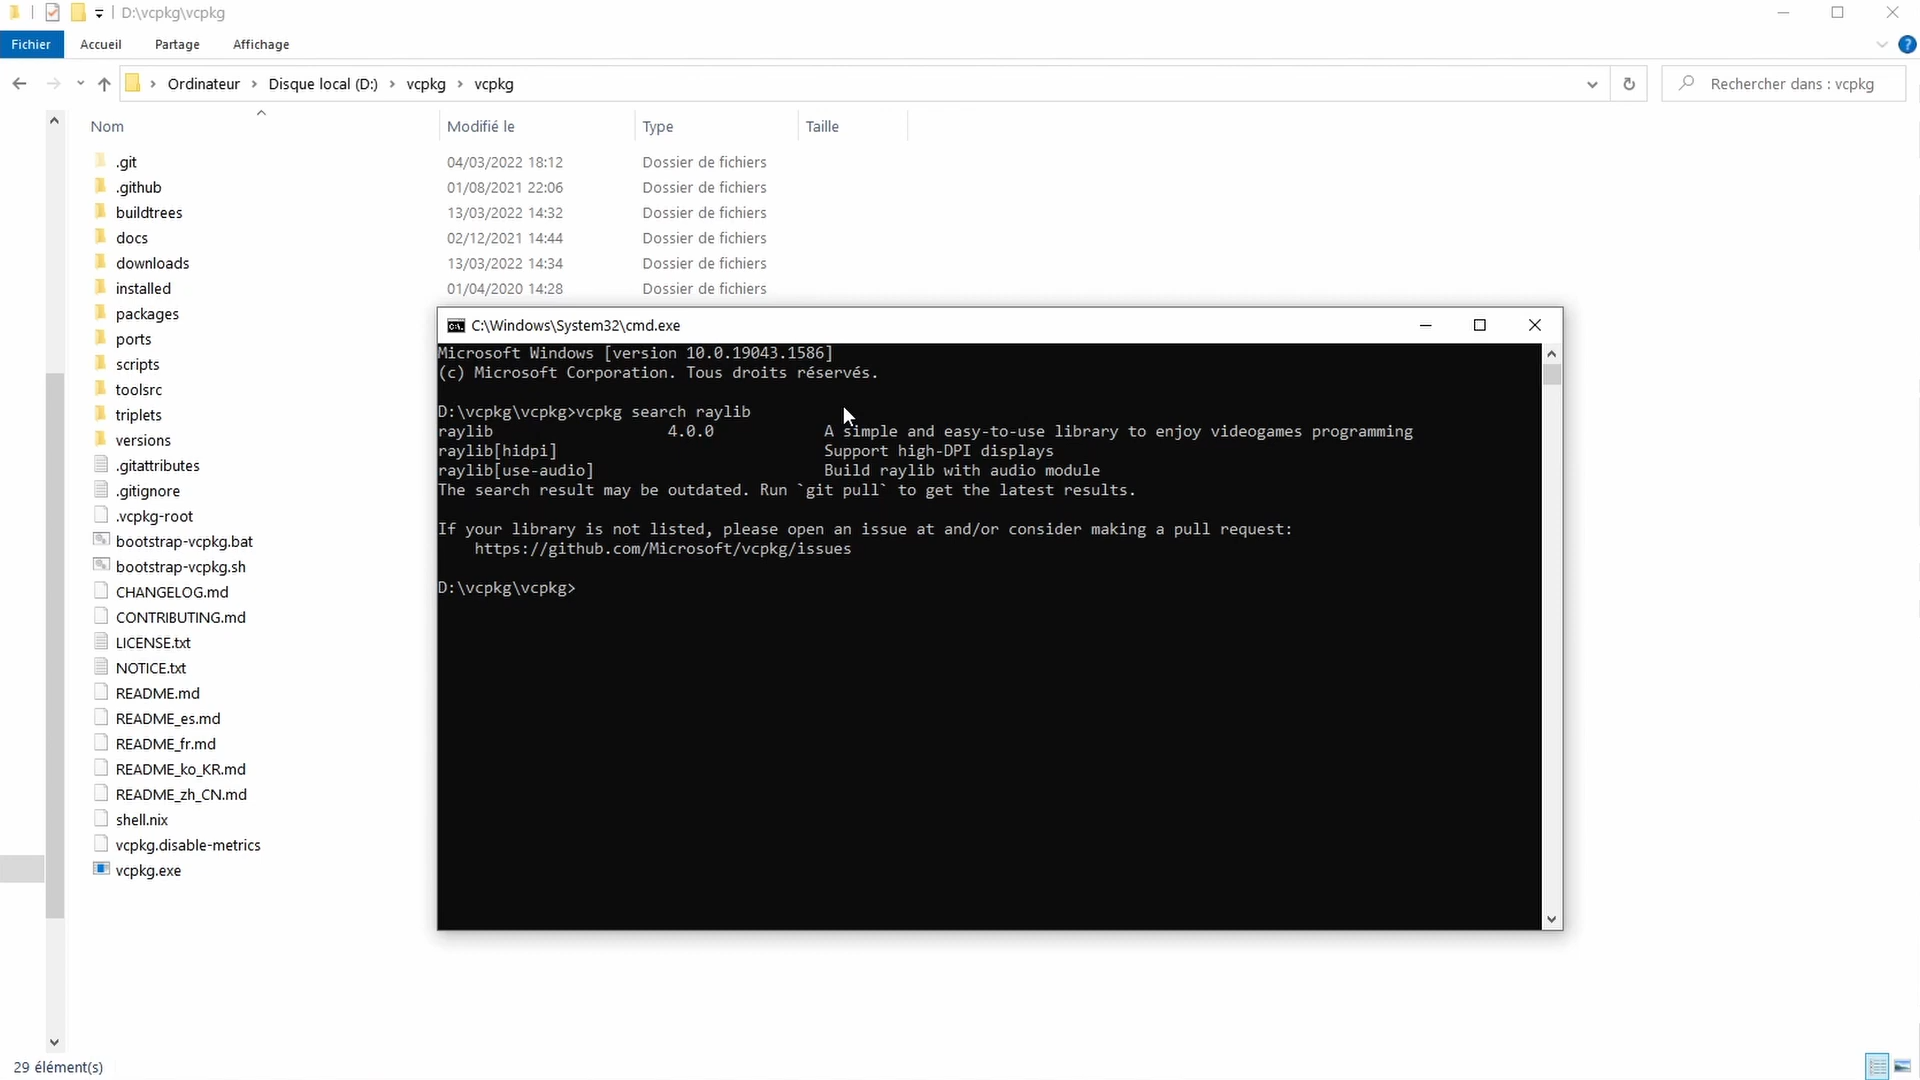 D:\vcpkg\vcpkg
Fichier Accueil Partage Affichage
Ordinateur Disque local (D:) vcpkg vcpkg
Rechercher dans : vcpkg
Nom Modifié le Type Taille
.git 04/03/2022 18:12 Dossier de fichiers
.github 01/08/2021 22:06 Dossier de fichiers
buildtrees 13/03/2022 14:32 Dossier de fichiers
docs 02/12/2021 14:44 Dossier de fichiers
downloads 13/03/2022 14:34 Dossier de fichiers
installed 01/04/2020 14:28 Dossier de fichiers
packages
ports
scripts
toolsrc
triplets
versions
.gitattributes
.gitignore
.vcpkg-root
bootstrap-vcpkg.bat
bootstrap-vcpkg.sh
CHANGELOG.md
CONTRIBUTING.md
LICENSE.txt
NOTICE.txt
README.md
README_es.md
README_fr.md
README_ko_KR.md
README_zh_CN.md
shell.nix
vcpkg.disable-metrics
vcpkg.exe
C:\Windows\System32\cmd.exe
Microsoft Windows [version 10.0.19043.1586]
(c) Microsoft Corporation. Tous droits réservés.
D:\vcpkg\vcpkg>vcpkg search raylib
raylib 4.0.0 A simple and easy-to-use library to enjoy videogames programming
raylib[hidpi] Support high-DPI displays
raylib[use-audio] Build raylib with audio module
The search result may be outdated. Run `git pull` to get the latest results.
If your library is not listed, please open an issue at and/or consider making a pull request:
https://github.com/Microsoft/vcpkg/issues
D:\vcpkg\vcpkg>
29 élément(s)